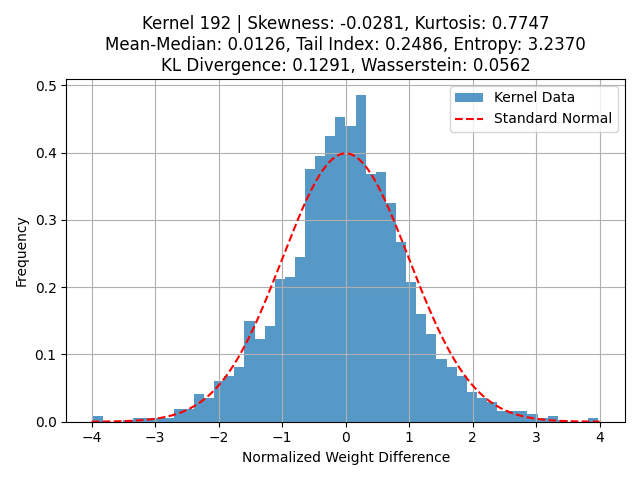 Kernel 192 | Skewness: -0.0281, Kurtosis: 0.7747
Mean-Median: 0.0126, Tail Index: 0.2486, Entropy: 3.2370
KL Divergence: 0.1291, Wasserstein: 0.0562
Kernel Data
Standard Normal
Frequency
0.5
0.4
0.3
0.2
0.1
0.0
−4 −3 −2 −1 0 1 2 3 4
Normalized Weight Difference